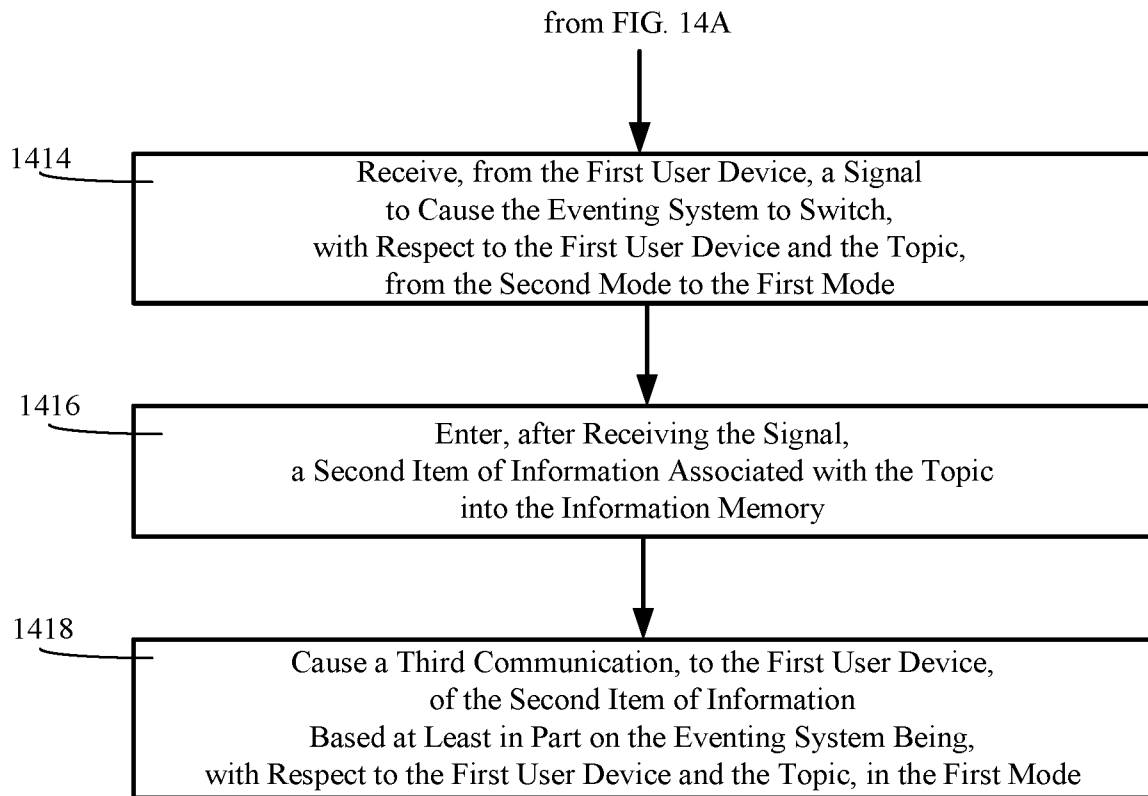 from FIG. 14A
1414
Receive, from the First User Device, a Signal
to Cause the Eventing System to Switch,
with Respect to the First User Device and the Topic,
from the Second Mode to the First Mode
1416
Enter, after Receiving the Signal,
a Second Item of Information Associated with the Topic
into the Information Memory
1418
Cause a Third Communication, to the First User Device,
of the Second Item of Information
Based at Least in Part on the Eventing System Being,
with Respect to the First User Device and the Topic, in the First Mode